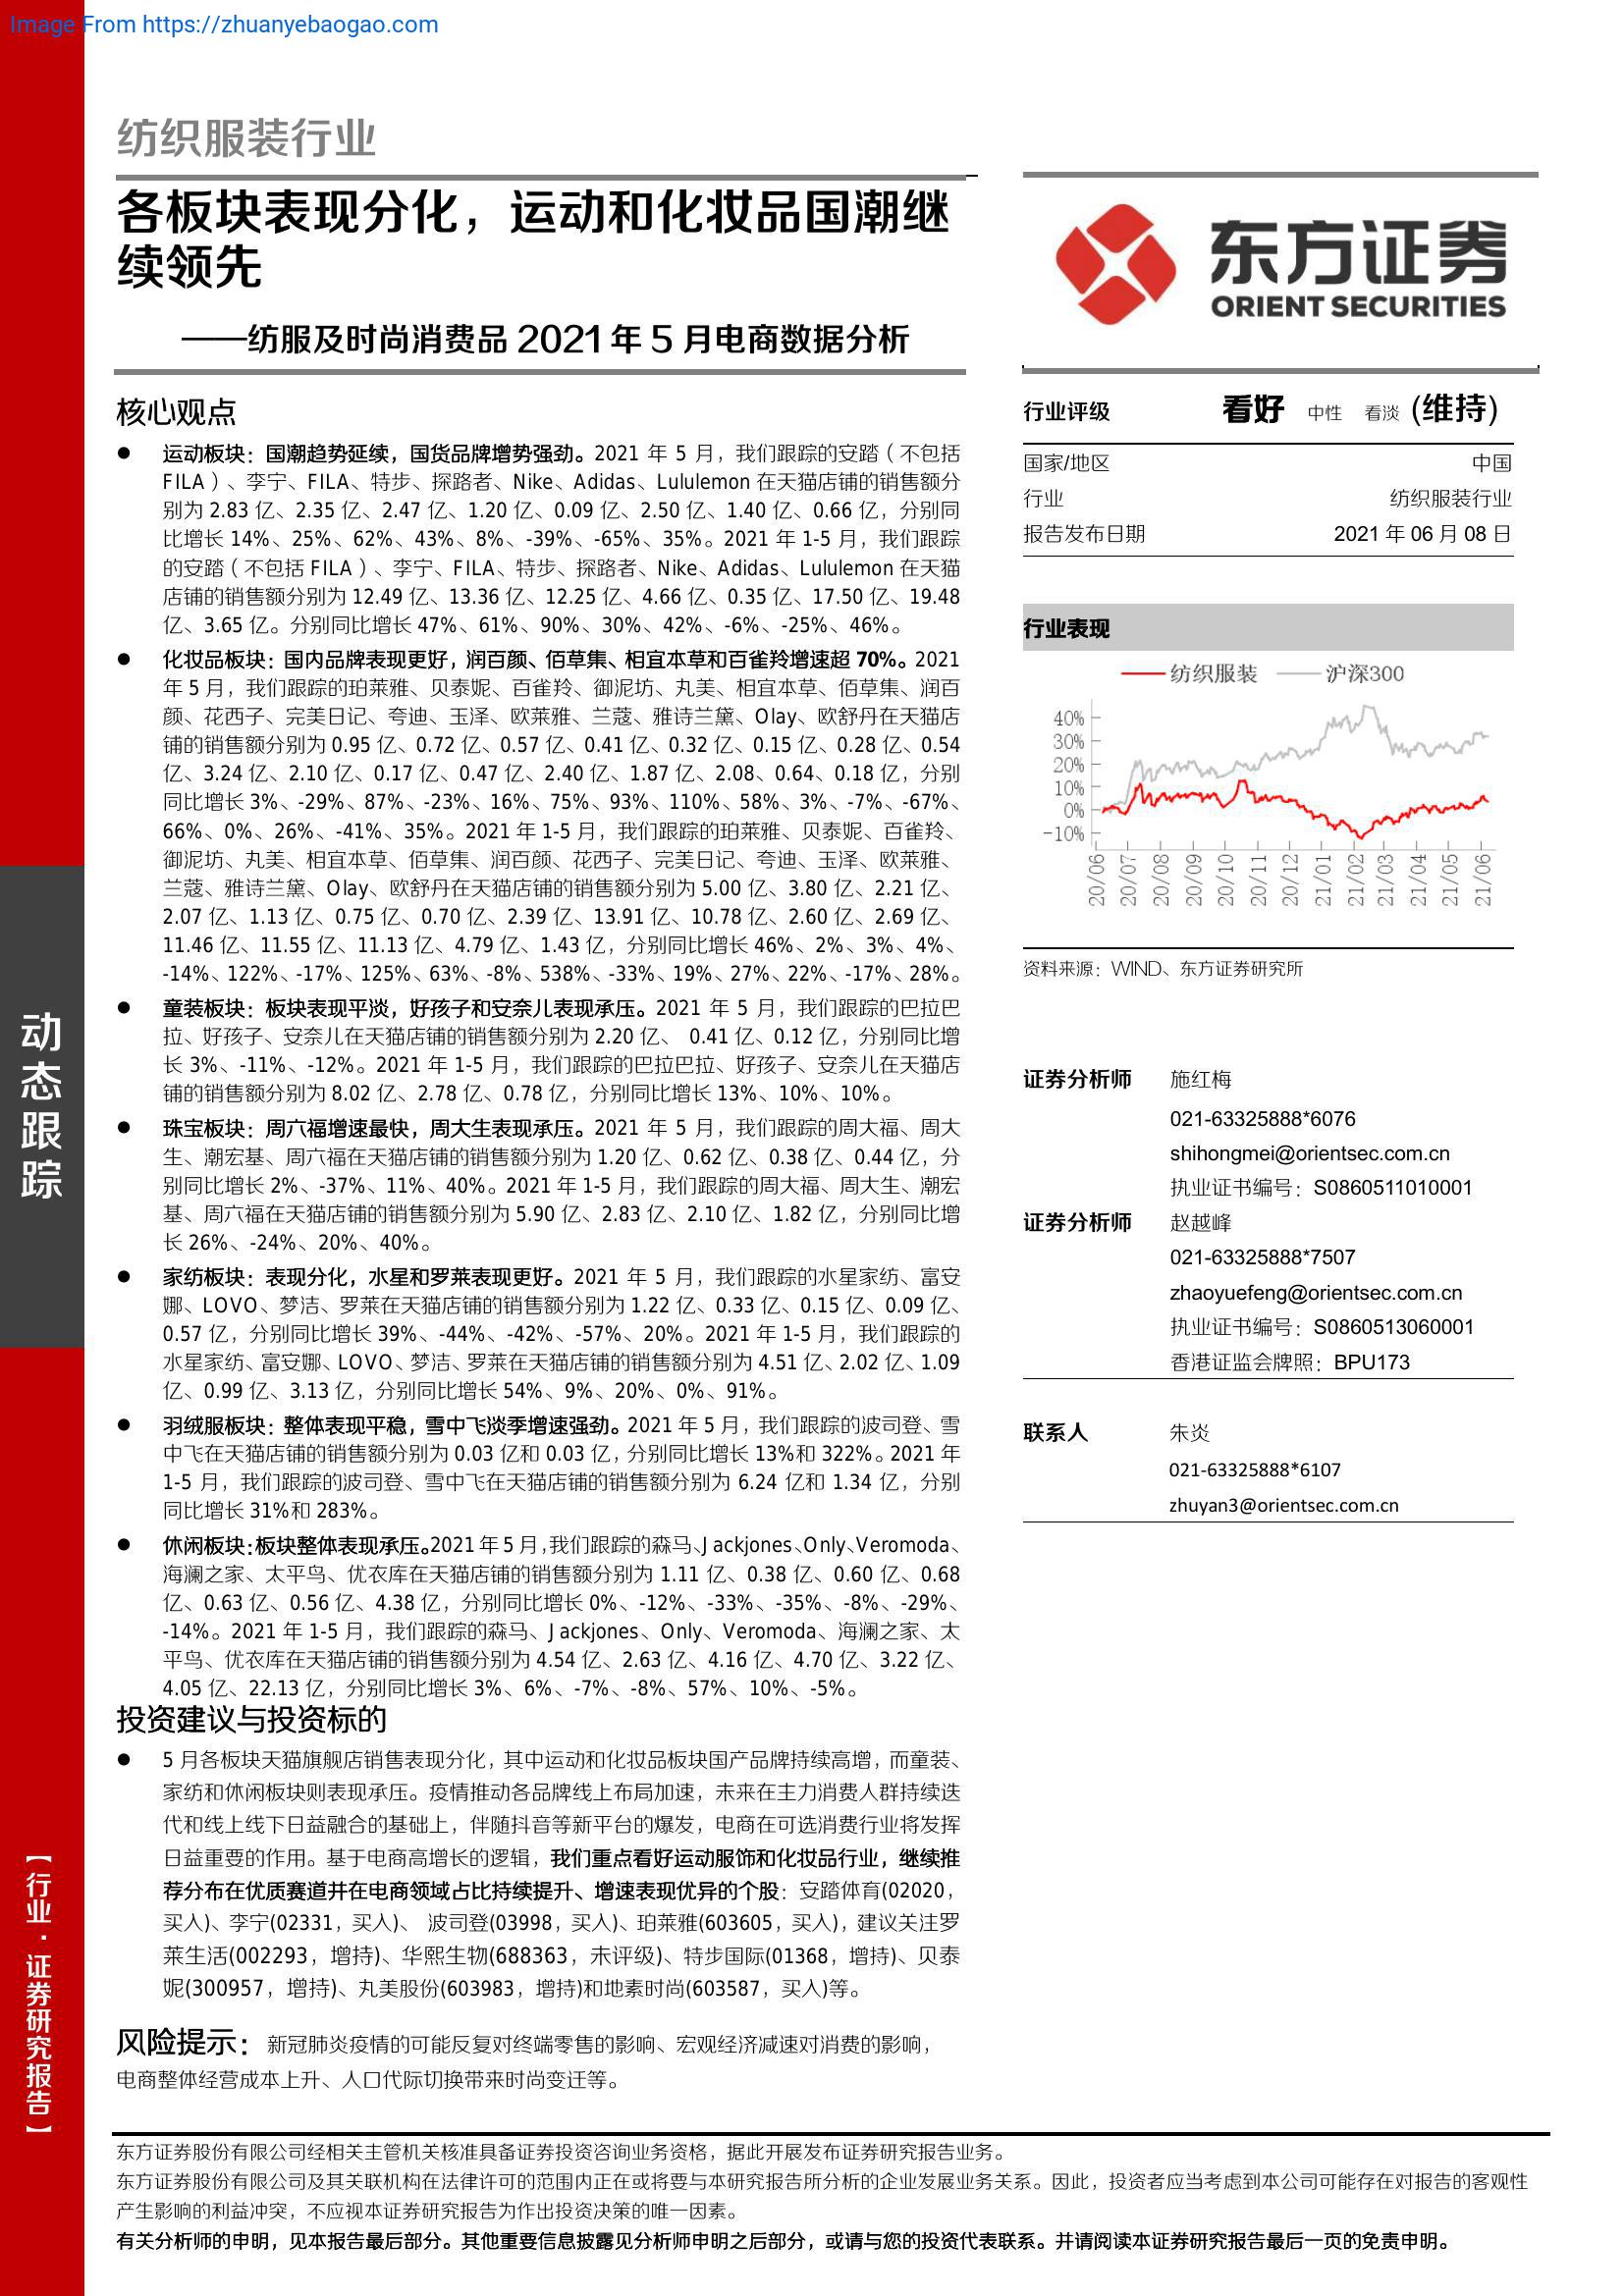 Image From https://zhuanyebaogao.com
纺织服装行业
各板块表现分化，运动和化妆品国潮继
续领先
——纺服及时尚消费品 2021 年 5 月电商数据分析
核心观点
● 运动板块：国潮趋势延续，国货品牌增势强劲。2021 年 5 月，我们跟踪的安踏（不包括
FILA）、李宁、FILA、特步、探路者、Nike、Adidas、Lululemon 在天猫店铺的销售额分
别为 2.83 亿、2.35 亿、2.47 亿、1.20 亿、0.09 亿、2.50 亿、1.40 亿、0.66 亿，分别同
比增长 14%、25%、62%、43%、8%、-39%、-65%、35%。2021 年 1-5 月，我们跟踪
的安踏（不包括 FILA）、李宁、FILA、特步、探路者、Nike、Adidas、Lululemon 在天猫
店铺的销售额分别为 12.49 亿、13.36 亿、12.25 亿、4.66 亿、0.35 亿、17.50 亿、19.48
亿、3.65 亿。分别同比增长 47%、61%、90%、30%、42%、-6%、-25%、46%。
● 化妆品板块：国内品牌表现更好，润百颜、佰草集、相宜本草和百雀羚增速超 70%。2021
年 5 月，我们跟踪的珀莱雅、贝泰妮、百雀羚、御泥坊、丸美、相宜本草、佰草集、润百
颜、花西子、完美日记、夸迪、玉泽、欧莱雅、兰蔻、雅诗兰黛、Olay、欧舒丹在天猫店
铺的销售额分别为 0.95 亿、0.72 亿、0.57 亿、0.41 亿、0.32 亿、0.15 亿、0.28 亿、0.54
亿、3.24 亿、2.10 亿、0.17 亿、0.47 亿、2.40 亿、1.87 亿、2.08、0.64、0.18 亿，分别
同比增长 3%、-29%、87%、-23%、16%、75%、93%、110%、58%、3%、-7%、-67%、
66%、0%、26%、-41%、35%。2021 年 1-5 月，我们跟踪的珀莱雅、贝泰妮、百雀羚、
御泥坊、丸美、相宜本草、佰草集、润百颜、花西子、完美日记、夸迪、玉泽、欧莱雅、
兰蔻、雅诗兰黛、Olay、欧舒丹在天猫店铺的销售额分别为 5.00 亿、3.80 亿、2.21 亿、
2.07 亿、1.13 亿、0.75 亿、0.70 亿、2.39 亿、13.91 亿、10.78 亿、2.60 亿、2.69 亿、
11.46 亿、11.55 亿、11.13 亿、4.79 亿、1.43 亿，分别同比增长 46%、2%、3%、4%、
-14%、122%、-17%、125%、63%、-8%、538%、-33%、19%、27%、22%、-17%、28%。
● 童装板块：板块表现平淡，好孩子和安奈儿表现承压。2021 年 5 月，我们跟踪的巴拉巴
拉、好孩子、安奈儿在天猫店铺的销售额分别为 2.20 亿、 0.41 亿、0.12 亿，分别同比增
长 3%、-11%、-12%。2021 年 1-5 月，我们跟踪的巴拉巴拉、好孩子、安奈儿在天猫店
铺的销售额分别为 8.02 亿、2.78 亿、0.78 亿，分别同比增长 13%、10%、10%。
● 珠宝板块：周六福增速最快，周大生表现承压。2021 年 5 月，我们跟踪的周大福、周大
生、潮宏基、周六福在天猫店铺的销售额分别为 1.20 亿、0.62 亿、0.38 亿、0.44 亿，分
别同比增长 2%、-37%、11%、40%。2021 年 1-5 月，我们跟踪的周大福、周大生、潮宏
基、周六福在天猫店铺的销售额分别为 5.90 亿、2.83 亿、2.10 亿、1.82 亿，分别同比增
长 26%、-24%、20%、40%。
● 家纺板块：表现分化，水星和罗莱表现更好。2021 年 5 月，我们跟踪的水星家纺、富安
娜、LOVO、梦洁、罗莱在天猫店铺的销售额分别为 1.22 亿、0.33 亿、0.15 亿、0.09 亿、
0.57 亿，分别同比增长 39%、-44%、-42%、-57%、20%。2021 年 1-5 月，我们跟踪的
水星家纺、富安娜、LOVO、梦洁、罗莱在天猫店铺的销售额分别为 4.51 亿、2.02 亿、1.09
亿、0.99 亿、3.13 亿，分别同比增长 54%、9%、20%、0%、91%。
● 羽绒服板块：整体表现平稳，雪中飞淡季增速强劲。2021 年 5 月，我们跟踪的波司登、雪
中飞在天猫店铺的销售额分别为 0.03 亿和 0.03 亿，分别同比增长 13%和 322%。2021 年
1-5 月，我们跟踪的波司登、雪中飞在天猫店铺的销售额分别为 6.24 亿和 1.34 亿，分别
同比增长 31%和 283%。
● 休闲板块：板块整体表现承压。2021 年 5 月，我们跟踪的森马、Jackjones、Only、Veromoda、
海澜之家、太平鸟、优衣库在天猫店铺的销售额分别为 1.11 亿、0.38 亿、0.60 亿、0.68
亿、0.63 亿、0.56 亿、4.38 亿，分别同比增长 0%、-12%、-33%、-35%、-8%、-29%、
-14%。2021 年 1-5 月，我们跟踪的森马、Jackjones、Only、Veromoda、海澜之家、太
平鸟、优衣库在天猫店铺的销售额分别为 4.54 亿、2.63 亿、4.16 亿、4.70 亿、3.22 亿、
4.05 亿、22.13 亿，分别同比增长 3%、6%、-7%、-8%、57%、10%、-5%。
投资建议与投资标的
● 5 月各板块天猫旗舰店销售表现分化，其中运动和化妆品板块国产品牌持续高增，而童装、
家纺和休闲板块则表现承压。疫情推动各品牌线上布局加速，未来在主力消费人群持续迭
代和线上线下日益融合的基础上，伴随抖音等新平台的爆发，电商在可选消费行业将发挥
日益重要的作用。基于电商高增长的逻辑，我们重点看好运动服饰和化妆品行业，继续推
荐分布在优质赛道并在电商领域占比持续提升、增速表现优异的个股：安踏体育(02020，
买入)、李宁(02331，买入)、 波司登(03998，买入)、珀莱雅(603605，买入)，建议关注罗
莱生活(002293，增持)、华熙生物(688363，未评级)、特步国际(01368，增持)、贝泰
妮(300957，增持)、丸美股份(603983，增持)和地素时尚(603587，买入)等。
风险提示： 新冠肺炎疫情的可能反复对终端零售的影响、宏观经济减速对消费的影响，
电商整体经营成本上升、人口代际切换带来时尚变迁等。
东方证券
ORIENT SECURITIES
行业评级 看好 中性 看淡 (维持)
国家/地区 中国
行业 纺织服装行业
报告发布日期 2021 年 06 月 08 日
行业表现
纺织服装 沪深300
40%
30%
20%
10%
0%
-10%
20/06 20/07 20/08 20/09 20/10 20/11 20/12 21/01 21/02 21/03 21/04 21/05 21/06
资料来源：WIND、东方证券研究所
证券分析师 施红梅
021-63325888*6076
shihongmei@orientsec.com.cn
执业证书编号：S0860511010001
证券分析师 赵越峰
021-63325888*7507
zhaoyuefeng@orientsec.com.cn
执业证书编号：S0860513060001
香港证监会牌照：BPU173
联系人 朱炎
021-63325888*6107
zhuyan3@orientsec.com.cn
动态跟踪
【行业·证券研究报告】
东方证券股份有限公司经相关主管机关核准具备证券投资咨询业务资格，据此开展发布证券研究报告业务。
东方证券股份有限公司及其关联机构在法律许可的范围内正在或将要与本研究报告所分析的企业发展业务关系。因此，投资者应当考虑到本公司可能存在对报告的客观性
产生影响的利益冲突，不应视本证券研究报告为作出投资决策的唯一因素。
有关分析师的申明，见本报告最后部分。其他重要信息披露见分析师申明之后部分，或请与您的投资代表联系。并请阅读本证券研究报告最后一页的免责申明。